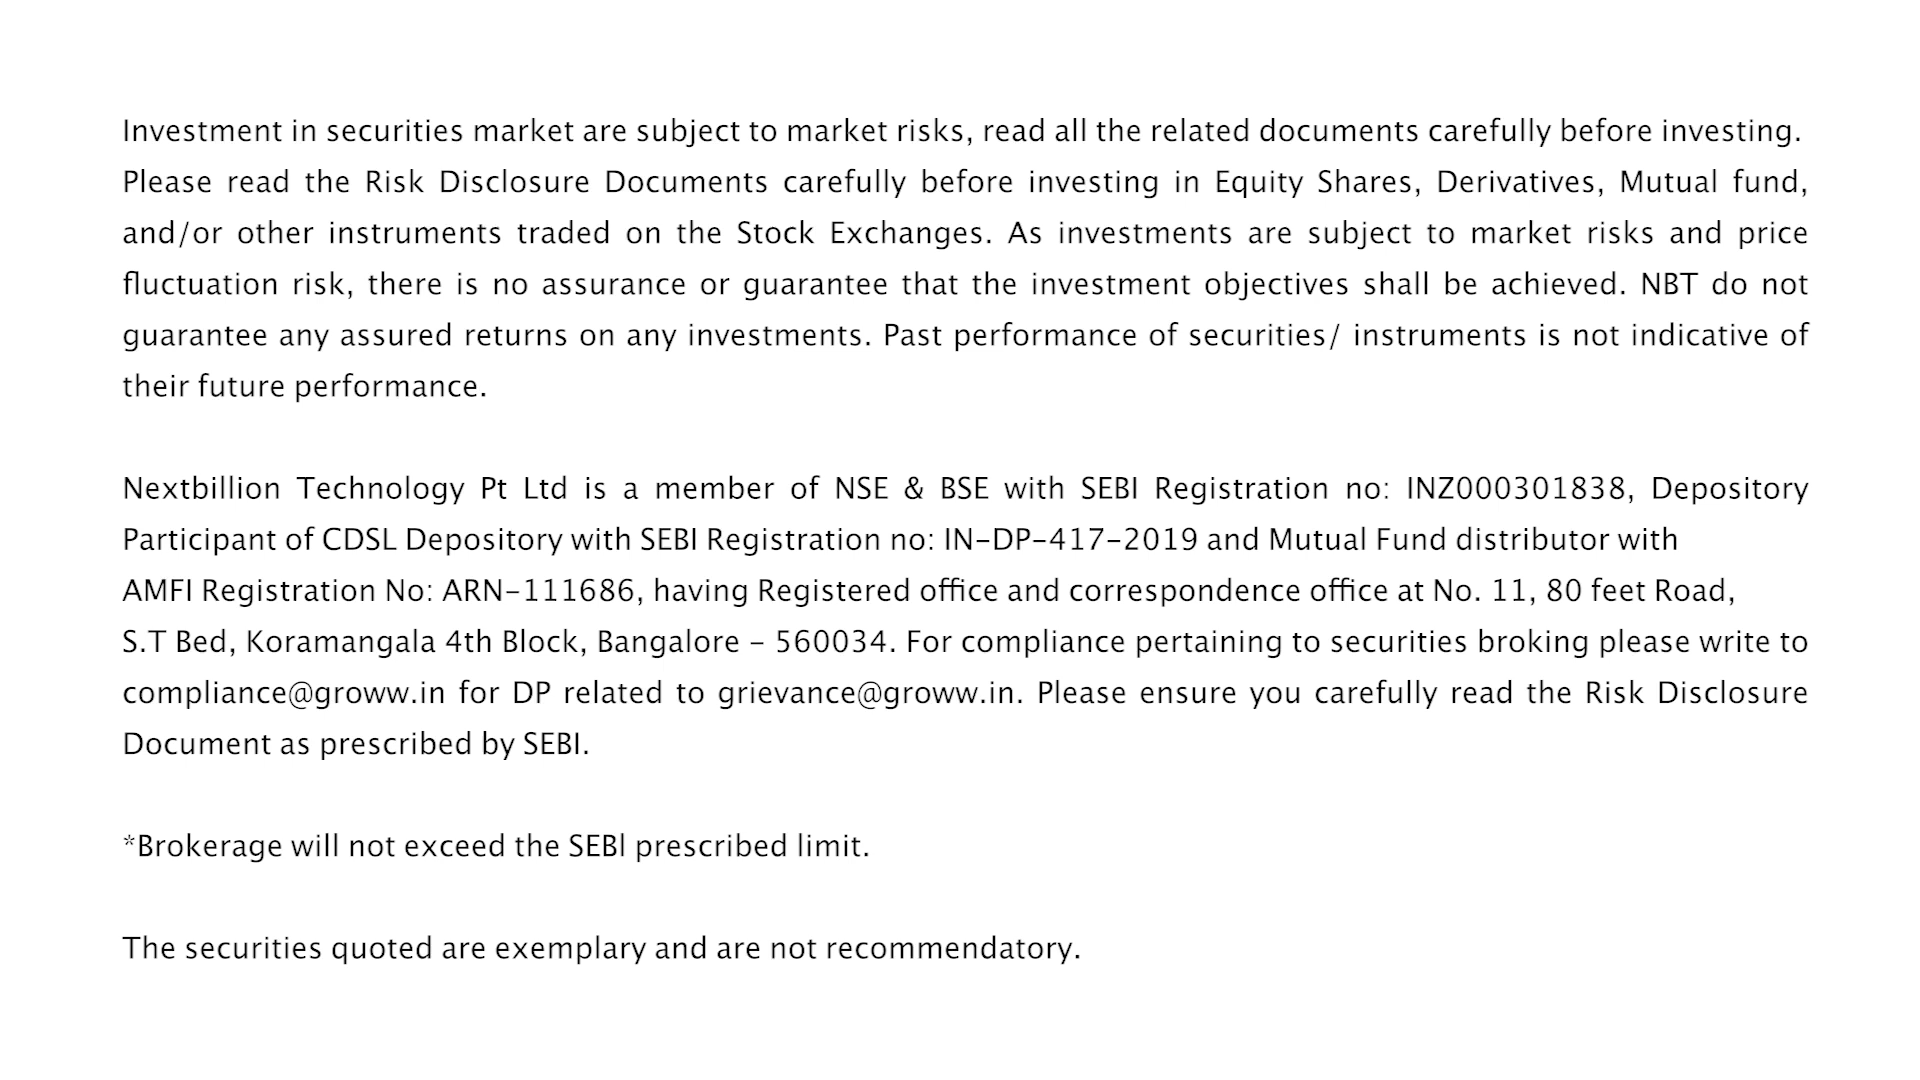 Investment in securities market are subject to market risks, read all the related documents carefully before investing.
Please read the Risk Disclosure Documents carefully before investing in Equity Shares, Derivatives, Mutual fund,
and/or other instruments traded on the Stock Exchanges. As investments are subject to market risks and price
fluctuation risk, there is no assurance or guarantee that the investment objectives shall be achieved. NBT do not
guarantee any assured returns on any investments. Past performance of securities/ instruments is not indicative of
their future performance.
Nextbillion Technology Pt Ltd is a member of NSE & BSE with SEBI Registration no: INZ000301838, Depository
Participant of CDSL Depository with SEBI Registration no: IN-DP-417-2019 and Mutual Fund distributor with
AMFI Registration No: ARN-111686, having Registered office and correspondence office at No. 11, 80 feet Road,
S.T Bed, Koramangala 4th Block, Bangalore - 560034. For compliance pertaining to securities broking please write to
compliance@groww.in for DP related to grievance@groww.in. Please ensure you carefully read the Risk Disclosure
Document as prescribed by SEBI.
*Brokerage will not exceed the SEBl prescribed limit.
The securities quoted are exemplary and are not recommendatory.